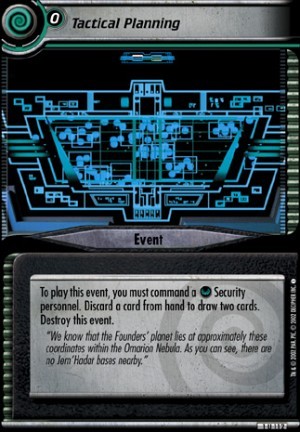 0 Tactical Planning
Event
To play this event, you must command a Security
personnel. Discard a card from hand to draw two cards.
Destroy this event.
"We know that the Founders' planet lies at approximately these
coordinates within the Omarion Nebula. As you can see, there are
no Jem'Hadar bases nearby."